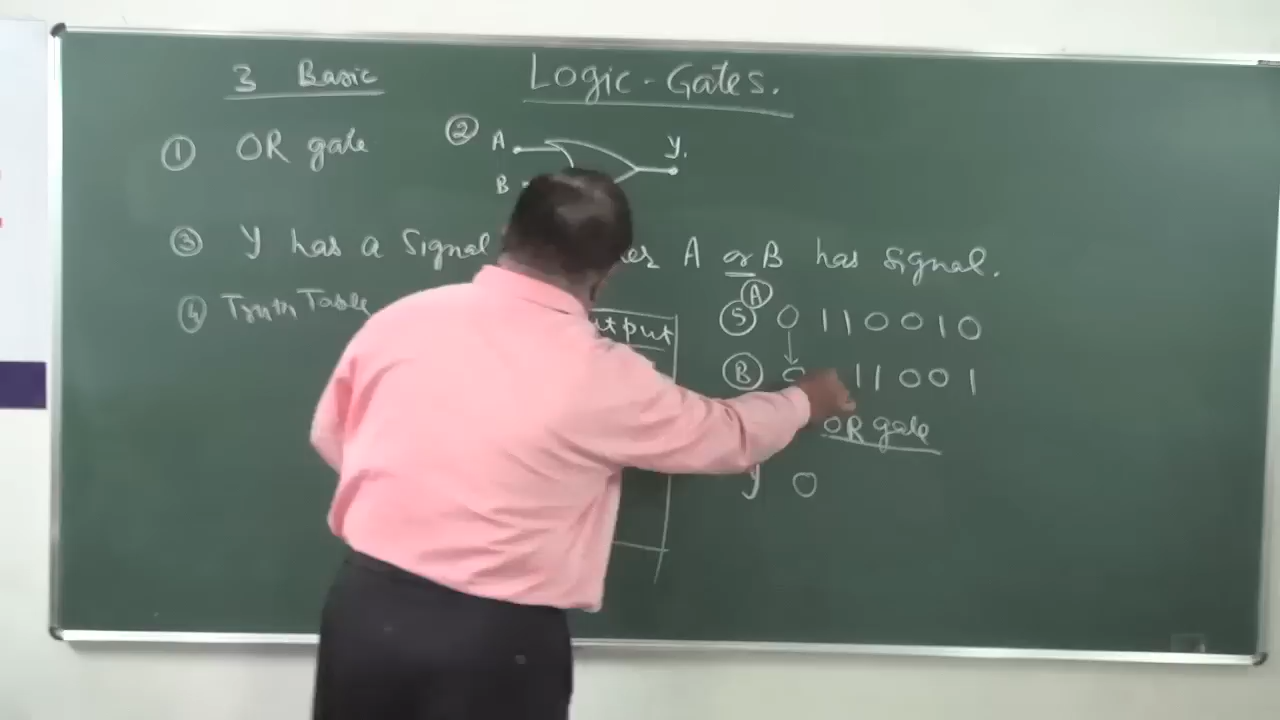 3 Basic
Logic-Gates.
① OR gate
② A
y.
B
③ Y has a Signal A or B has signal.
④ Truth Table
A
⑤ 0 1 1 0 0 1 0
Ⓑ 1 1 0 0 1
OR gate
y 0